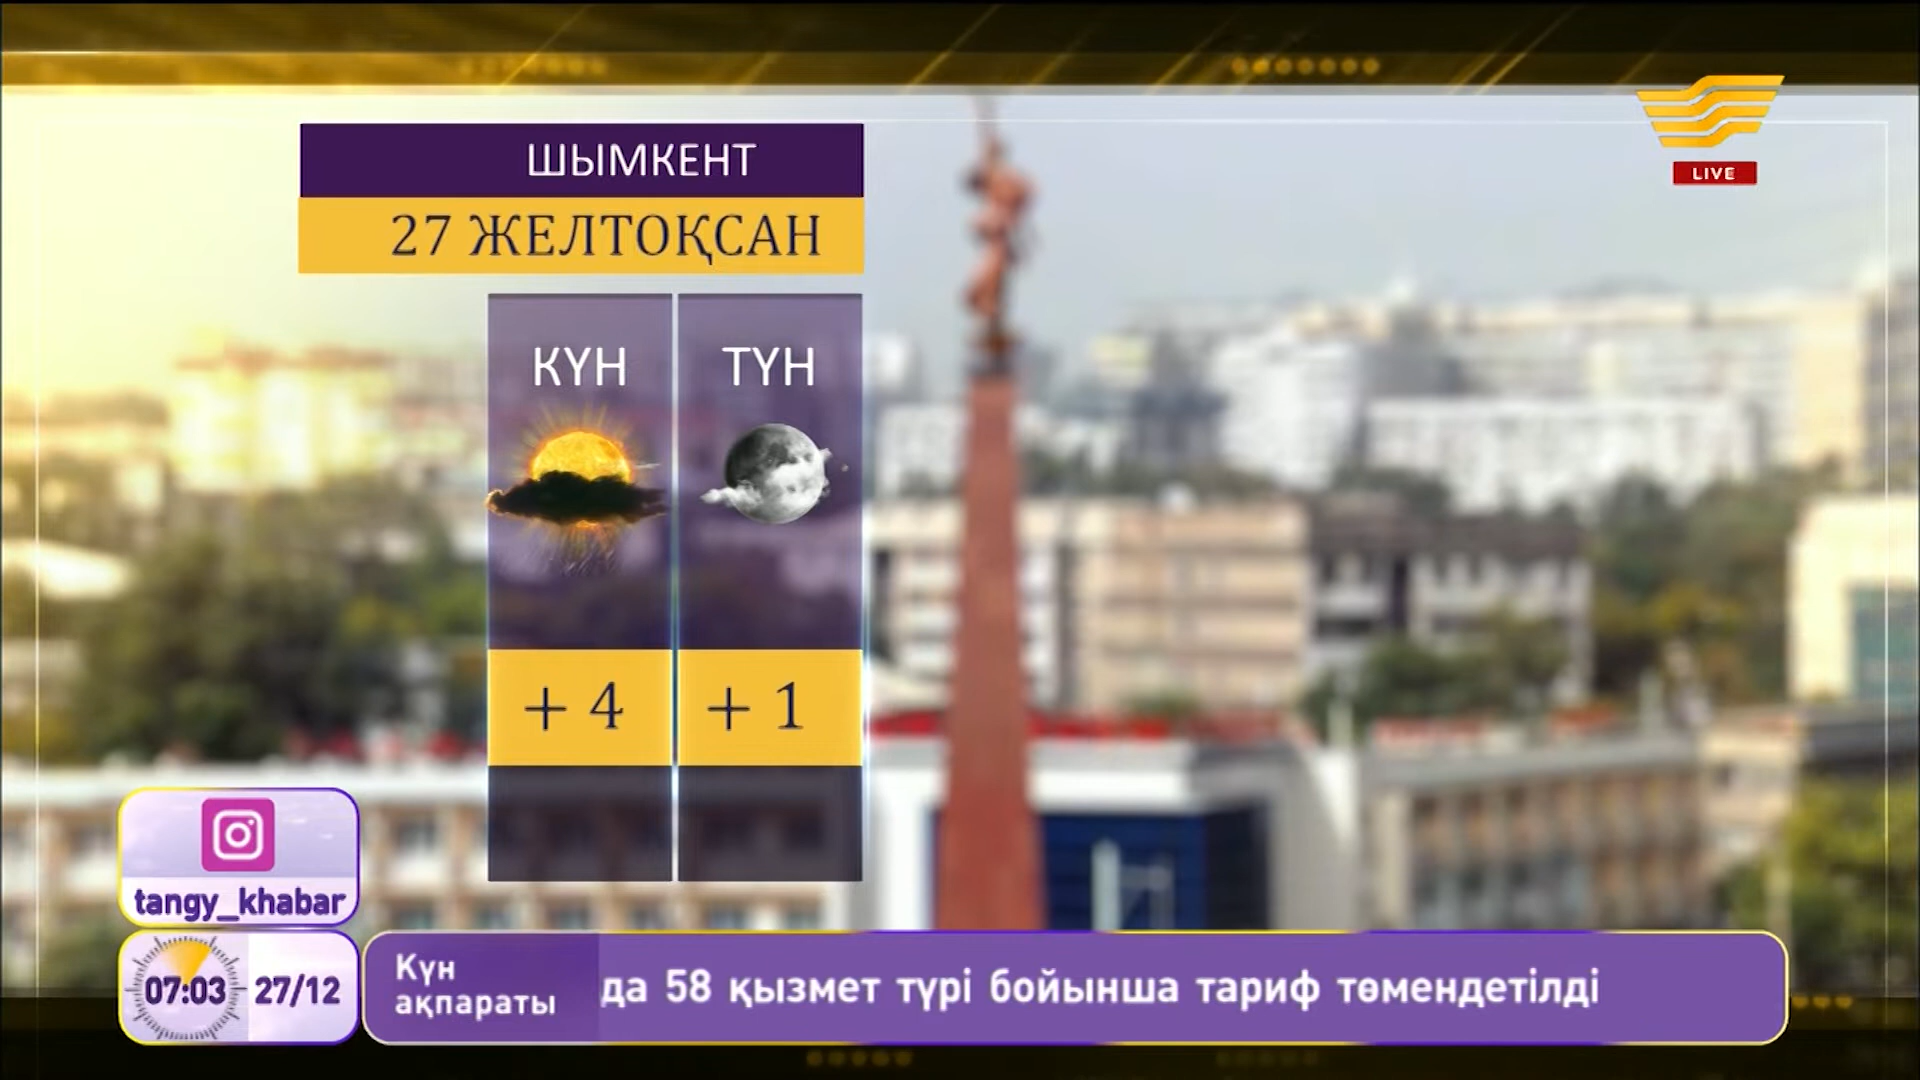 ШЫМКЕНТ
27 ЖЕЛТОҚСАН
LIVE
КҮН
ТҮН
+ 4
+ 1
tangy_khabar
07:03
27/12
Күн
ақпараты
да 58 қызмет түрі бойынша тариф төмендетілді